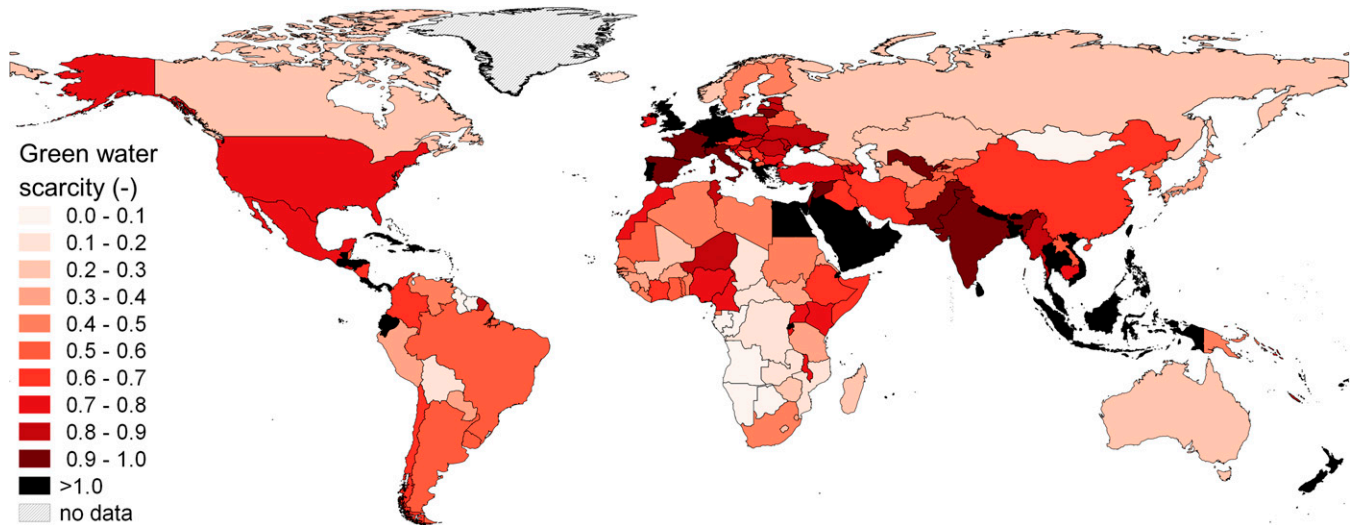 Green water
scarcity (-)
0.0 - 0.1
0.1 - 0.2
0.2 - 0.3
0.3 - 0.4
0.4 - 0.5
0.5 - 0.6
0.6 - 0.7
0.7 - 0.8
0.8 - 0.9
0.9 - 1.0
>1.0
no data